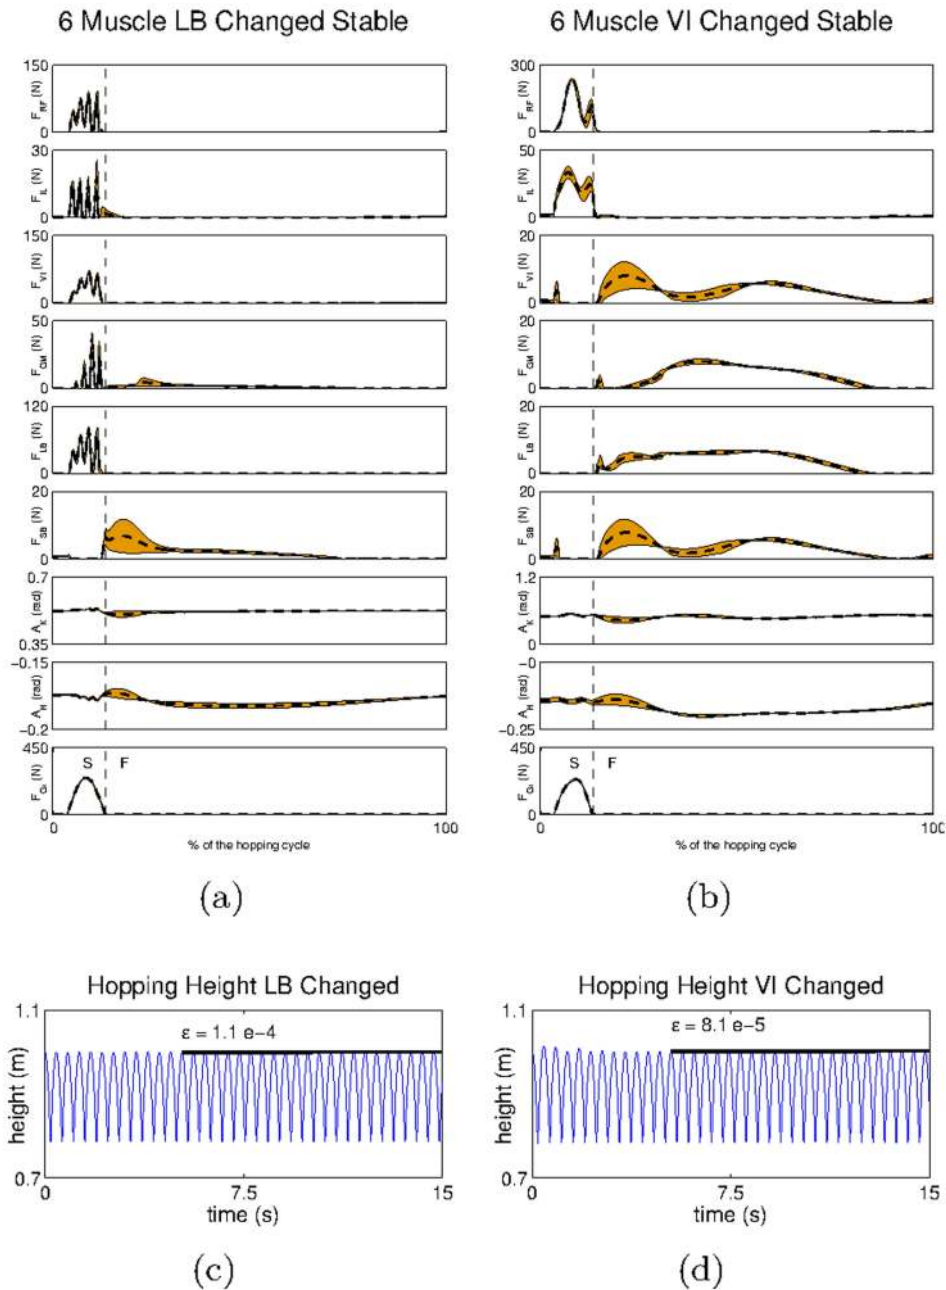 6 Muscle LB Changed Stable
150
F_RF (N)
0
30
F_IL (N)
0
150
F_VI (N)
0
50
F_GM (N)
0
120
F_LB (N)
0
20
F_SB (N)
0
0.7
A_K (rad)
0.35
−0.15
A_H (rad)
−0.2
450
F_G (N)
0
S F
0 100
% of the hopping cycle
(a)
6 Muscle VI Changed Stable
300
F_RF (N)
0
50
F_IL (N)
0
20
F_VI (N)
0
20
F_GM (N)
0
20
F_LB (N)
0
20
F_SB (N)
0
1.2
A_K (rad)
0
−0
A_H (rad)
−0.25
450
F_G (N)
0
S F
0 100
% of the hopping cycle
(b)
Hopping Height LB Changed
1.1
ε = 1.1 e−4
height (m)
0.7
0 7.5 15
time (s)
(c)
Hopping Height VI Changed
1.1
ε = 8.1 e−5
height (m)
0.7
0 7.5 15
time (s)
(d)